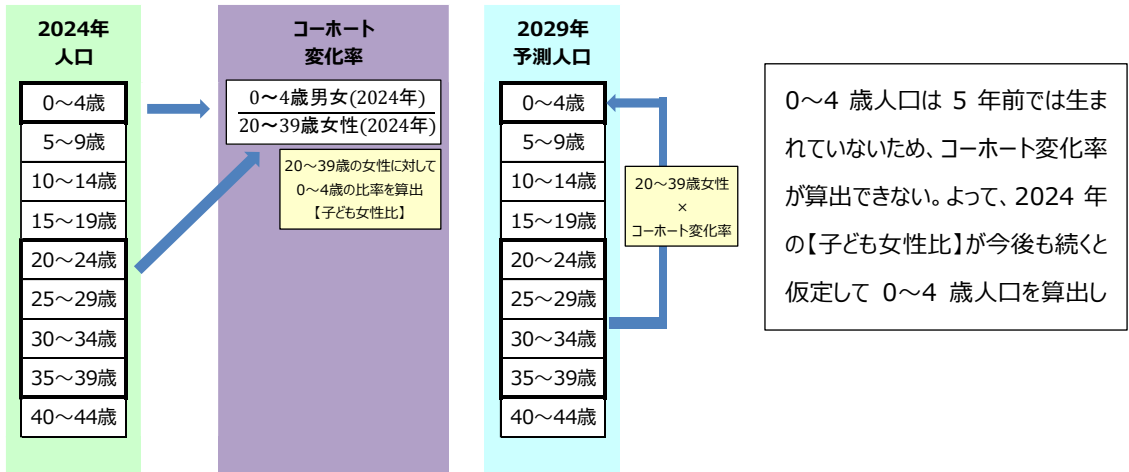 2024年
人口
0～4歳
5～9歳
10～14歳
15～19歳
20～24歳
25～29歳
30～34歳
35～39歳
40～44歳
コーホート
変化率
0～4歳男女(2024年)
20～39歳女性(2024年)
20～39歳の女性に対して
0～4歳の比率を算出
【子ども女性比】
2029年
予測人口
0～4歳
5～9歳
10～14歳
15～19歳
20～24歳
25～29歳
30～34歳
35～39歳
40～44歳
20～39歳女性
×
コーホート変化率
0～4 歳人口は 5 年前では生ま
れていないため、コーホート変化率
が算出できない。よって、2024 年
の【子ども女性比】が今後も続くと
仮定して 0～4 歳人口を算出し